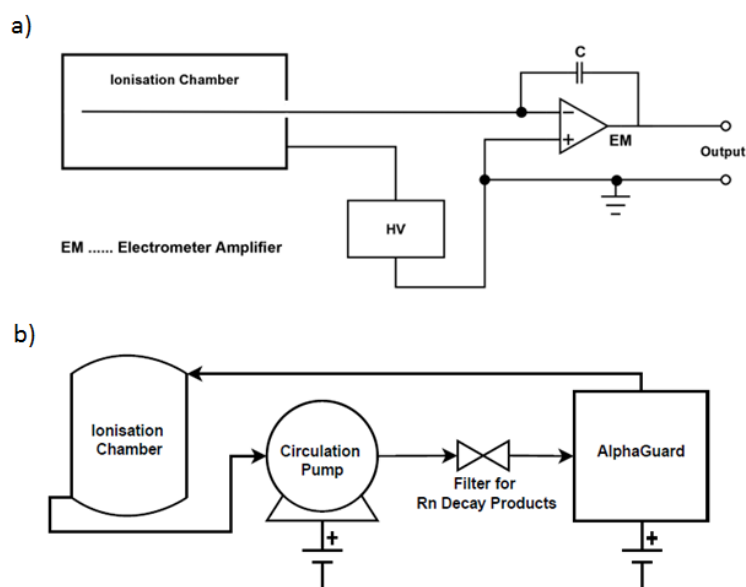 a)
Ionisation Chamber
C
−
+
EM
Output
HV
EM ...... Electrometer Amplifier
b)
Ionisation
Chamber
Circulation
Pump
Filter for
Rn Decay Products
AlphaGuard
+
+